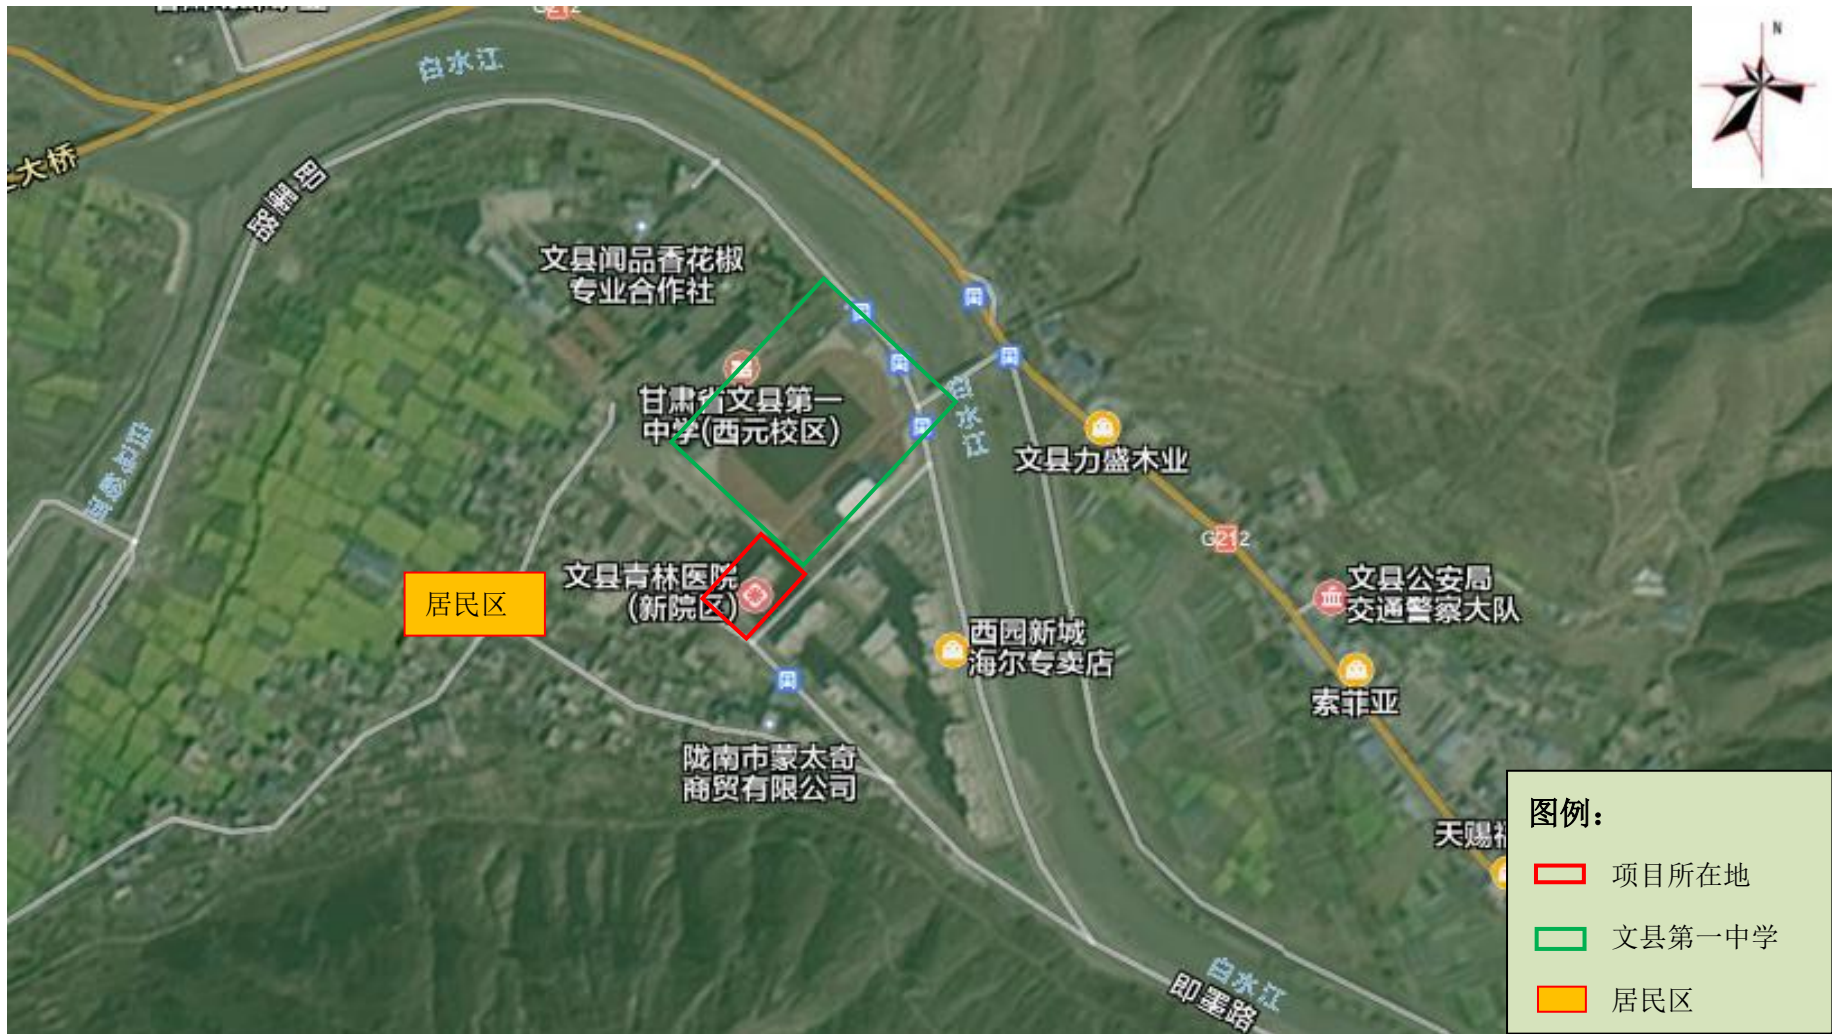 G212
N
白水江
大桥
即墨路
文县闻品香花椒
专业合作社
甘肃省文县第一
中学(西元校区)
白水江
文县力盛木业
G212
文县青林医院
(新院区)
居民区
文县公安局
交通警察大队
西园新城
海尔专卖店
索菲亚
陇南市蒙太奇
商贸有限公司
天赐
白水江
即墨路
图例：
项目所在地
文县第一中学
居民区